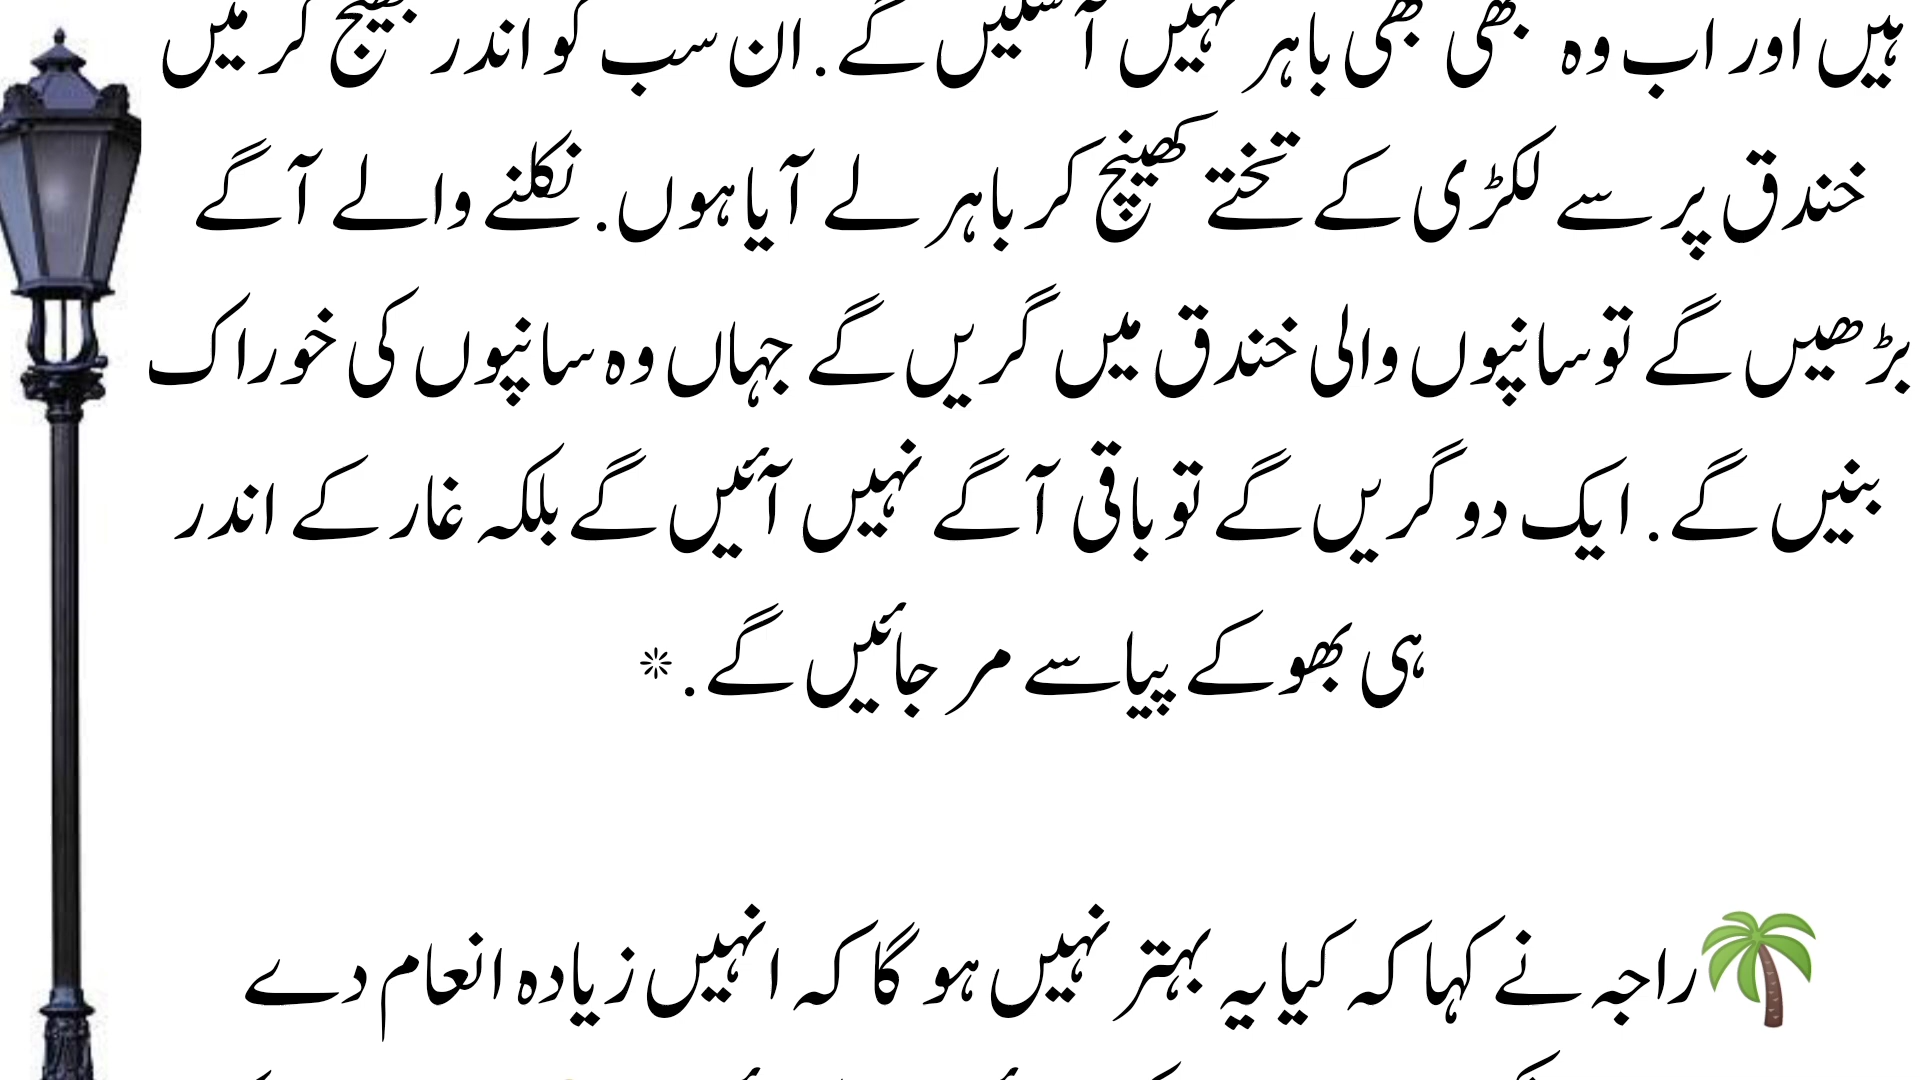 ہیں اور اب وہ بھی بھی باہر نہیں آ سکیں گے. ان سب کو اندر بھیج کر میں
خندق پر سے لکڑی کے تختے کھینچ کر باہر لے آیا ہوں. نکلنے والے آگے
بڑھیں گے تو سانپوں والی خندق میں گریں گے جہاں وہ سانپوں کی خوراک
بنیں گے. ایک دو گریں گے تو باقی آگے نہیں آئیں گے بلکہ غار کے اندر
ہی بھوکے پیاسے مر جائیں گے.*
🌴راجہ نے کہا کہ کیا یہ بہتر نہیں ہو گا کہ انہیں زیادہ انعام دے